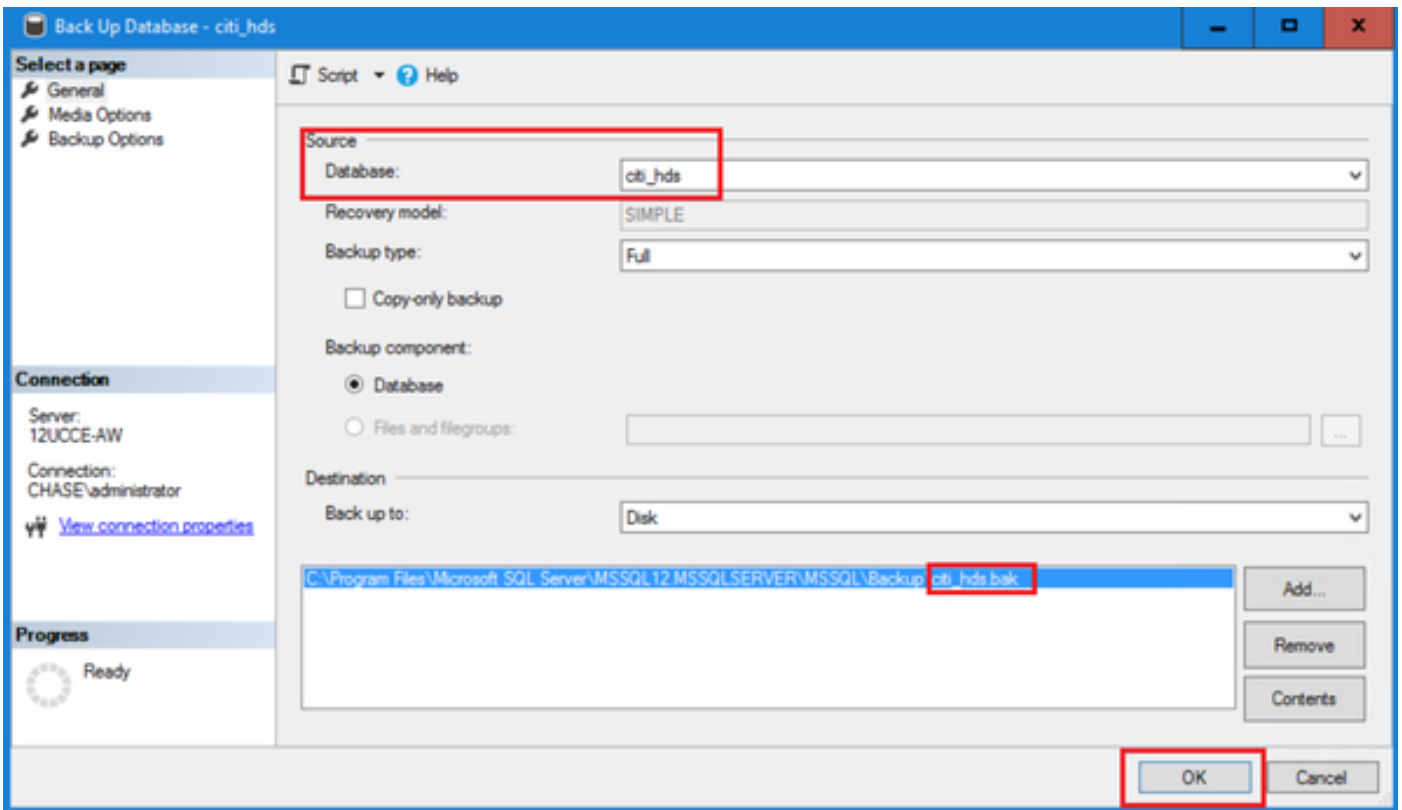 Back Up Database - citi_hds
Select a page
General
Media Options
Backup Options
Script
Help
Source
Database:
citi_hds
Recovery model:
SIMPLE
Backup type:
Full
Copy-only backup
Backup component:
Database
Files and filegroups:
...
Destination
Back up to:
Disk
C:\Program Files\Microsoft SQL Server\MSSQL12.MSSQLSERVER\MSSQL\Backup\citi_hds.bak
Add...
Remove
Contents
Connection
Server:
12UCCE-AW
Connection:
CHASE\administrator
View connection properties
Progress
Ready
OK
Cancel